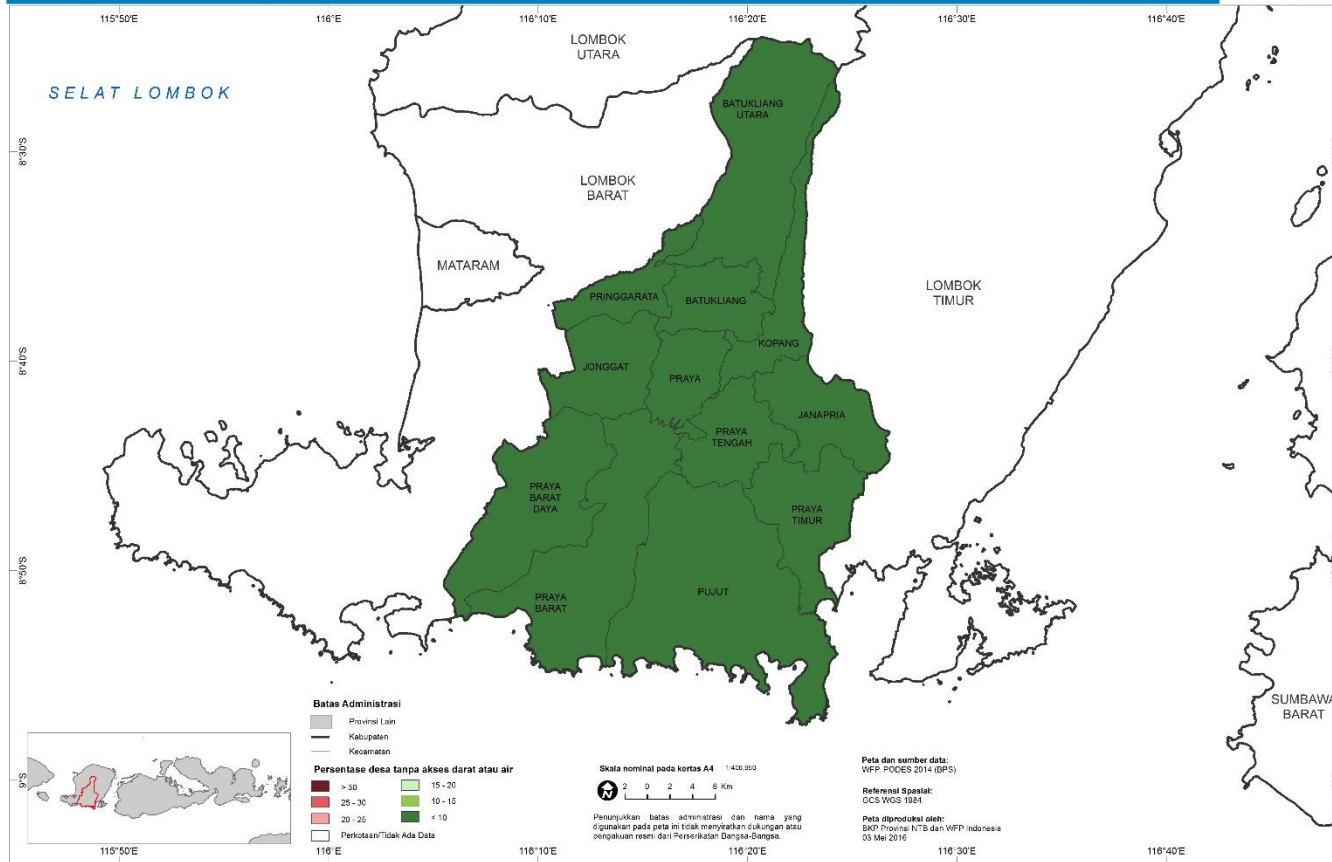 115°50'E 116°E 116°10'E 116°20'E 116°30'E 116°40'E
LOMBOK
UTARA
SELAT LOMBOK
BATUKLIANG
UTARA
8°30'S
LOMBOK
BARAT
MATARAM
LOMBOK
TIMUR
PRINGGARATA
BATUKLIANG
KOPANG
8°40'S
JONGGAT
PRAYA
JANAPRIA
PRAYA
TENGAH
PRAYA
BARAT
DAYA
PRAYA
TIMUR
8°50'S
PRAYA
BARAT
PUJUT
SUMBAWA
BARAT
9°S
Batas Administrasi
Provinsi Lain
Kabupaten
Kecamatan
Persentase desa tanpa akses darat atau air
> 30
25 - 30
20 - 25
15 - 20
10 - 15
< 10
Perkotaan/Tidak Ada Data
Skala nominal pada kertas A4
2 0 2 4 6 Km
Penunjukkan batas administrasi dan nama yang
digunakan pada peta ini tidak menyiratkan dukungan atau
pengakuan resmi dari Perserikatan Bangsa-Bangsa.
Peta dan sumber data:
WFP, PODES 2014 (BPS)
Referensi Spasial:
GCS WGS 1984
Peta diproduksi oleh:
BKP Provinsi NTB dan WFP Indonesia
03 Mei 2016
115°50'E 116°E 116°10'E 116°20'E 116°30'E 116°40'E